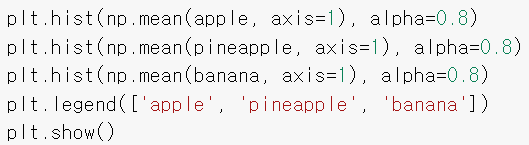 plt.hist(np.mean(apple, axis=1), alpha=0.8)
plt.hist(np.mean(pineapple, axis=1), alpha=0.8)
plt.hist(np.mean(banana, axis=1), alpha=0.8)
plt.legend(['apple', 'pineapple', 'banana'])
plt.show()